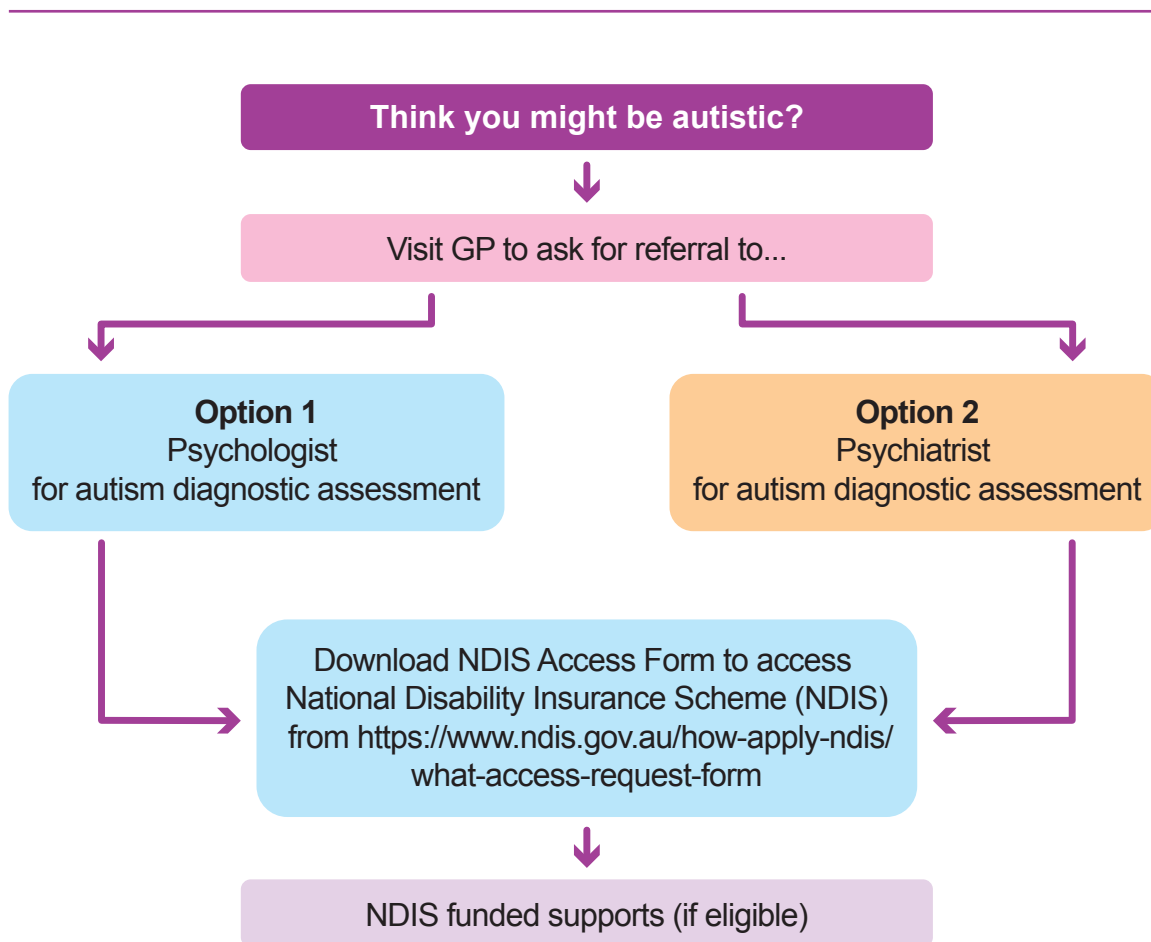 Think you might be autistic?
Visit GP to ask for referral to...
Option 1
Psychologist
for autism diagnostic assessment
Option 2
Psychiatrist
for autism diagnostic assessment
Download NDIS Access Form to access
National Disability Insurance Scheme (NDIS)
from https://www.ndis.gov.au/how-apply-ndis/
what-access-request-form
NDIS funded supports (if eligible)